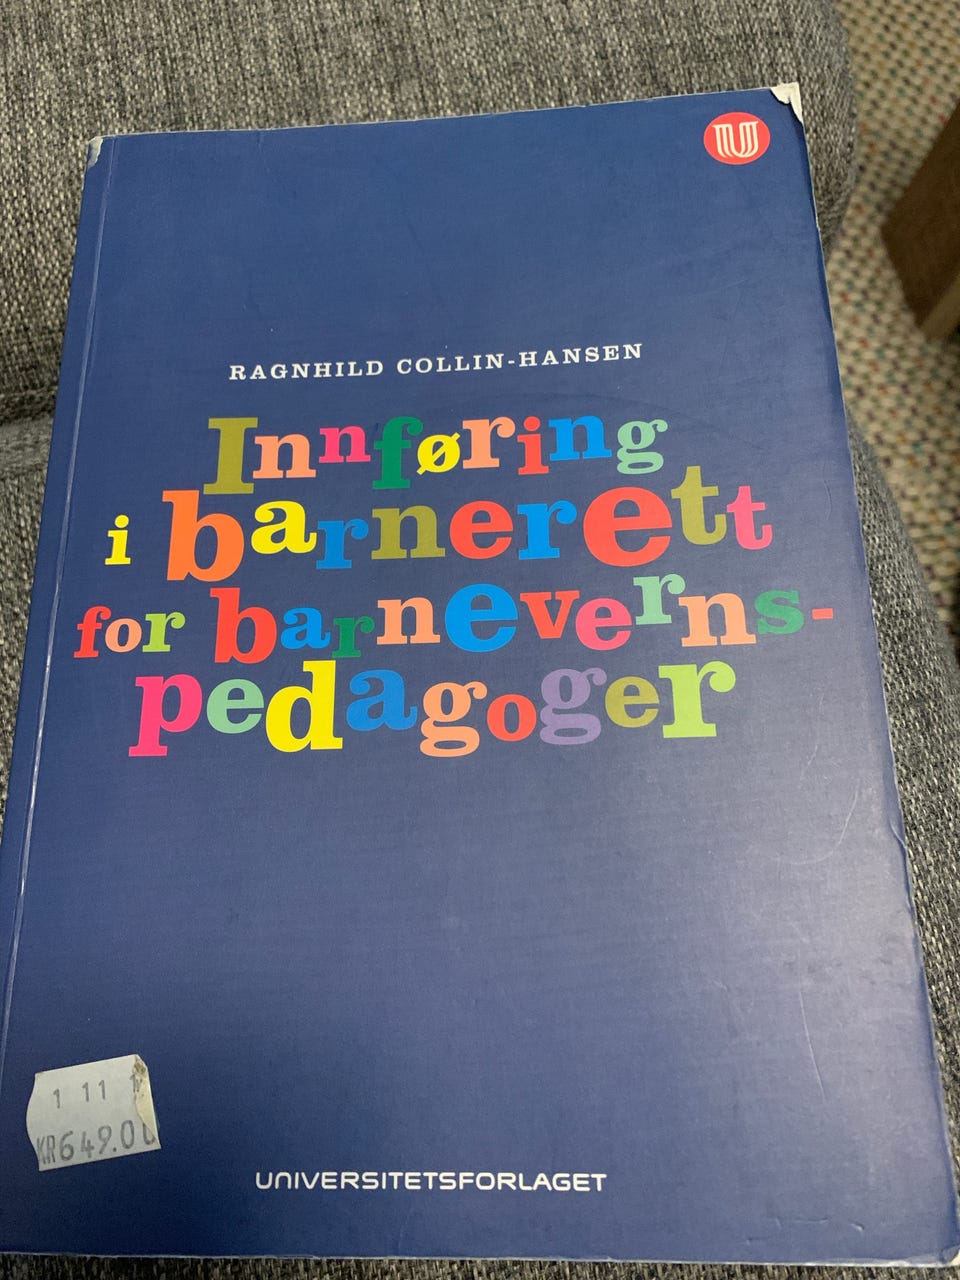 U
RAGNHILD COLLIN-HANSEN
Innføring
i barnerett
for barneverns-
pedagoger
1 11
KR649.00
UNIVERSITETSFORLAGET